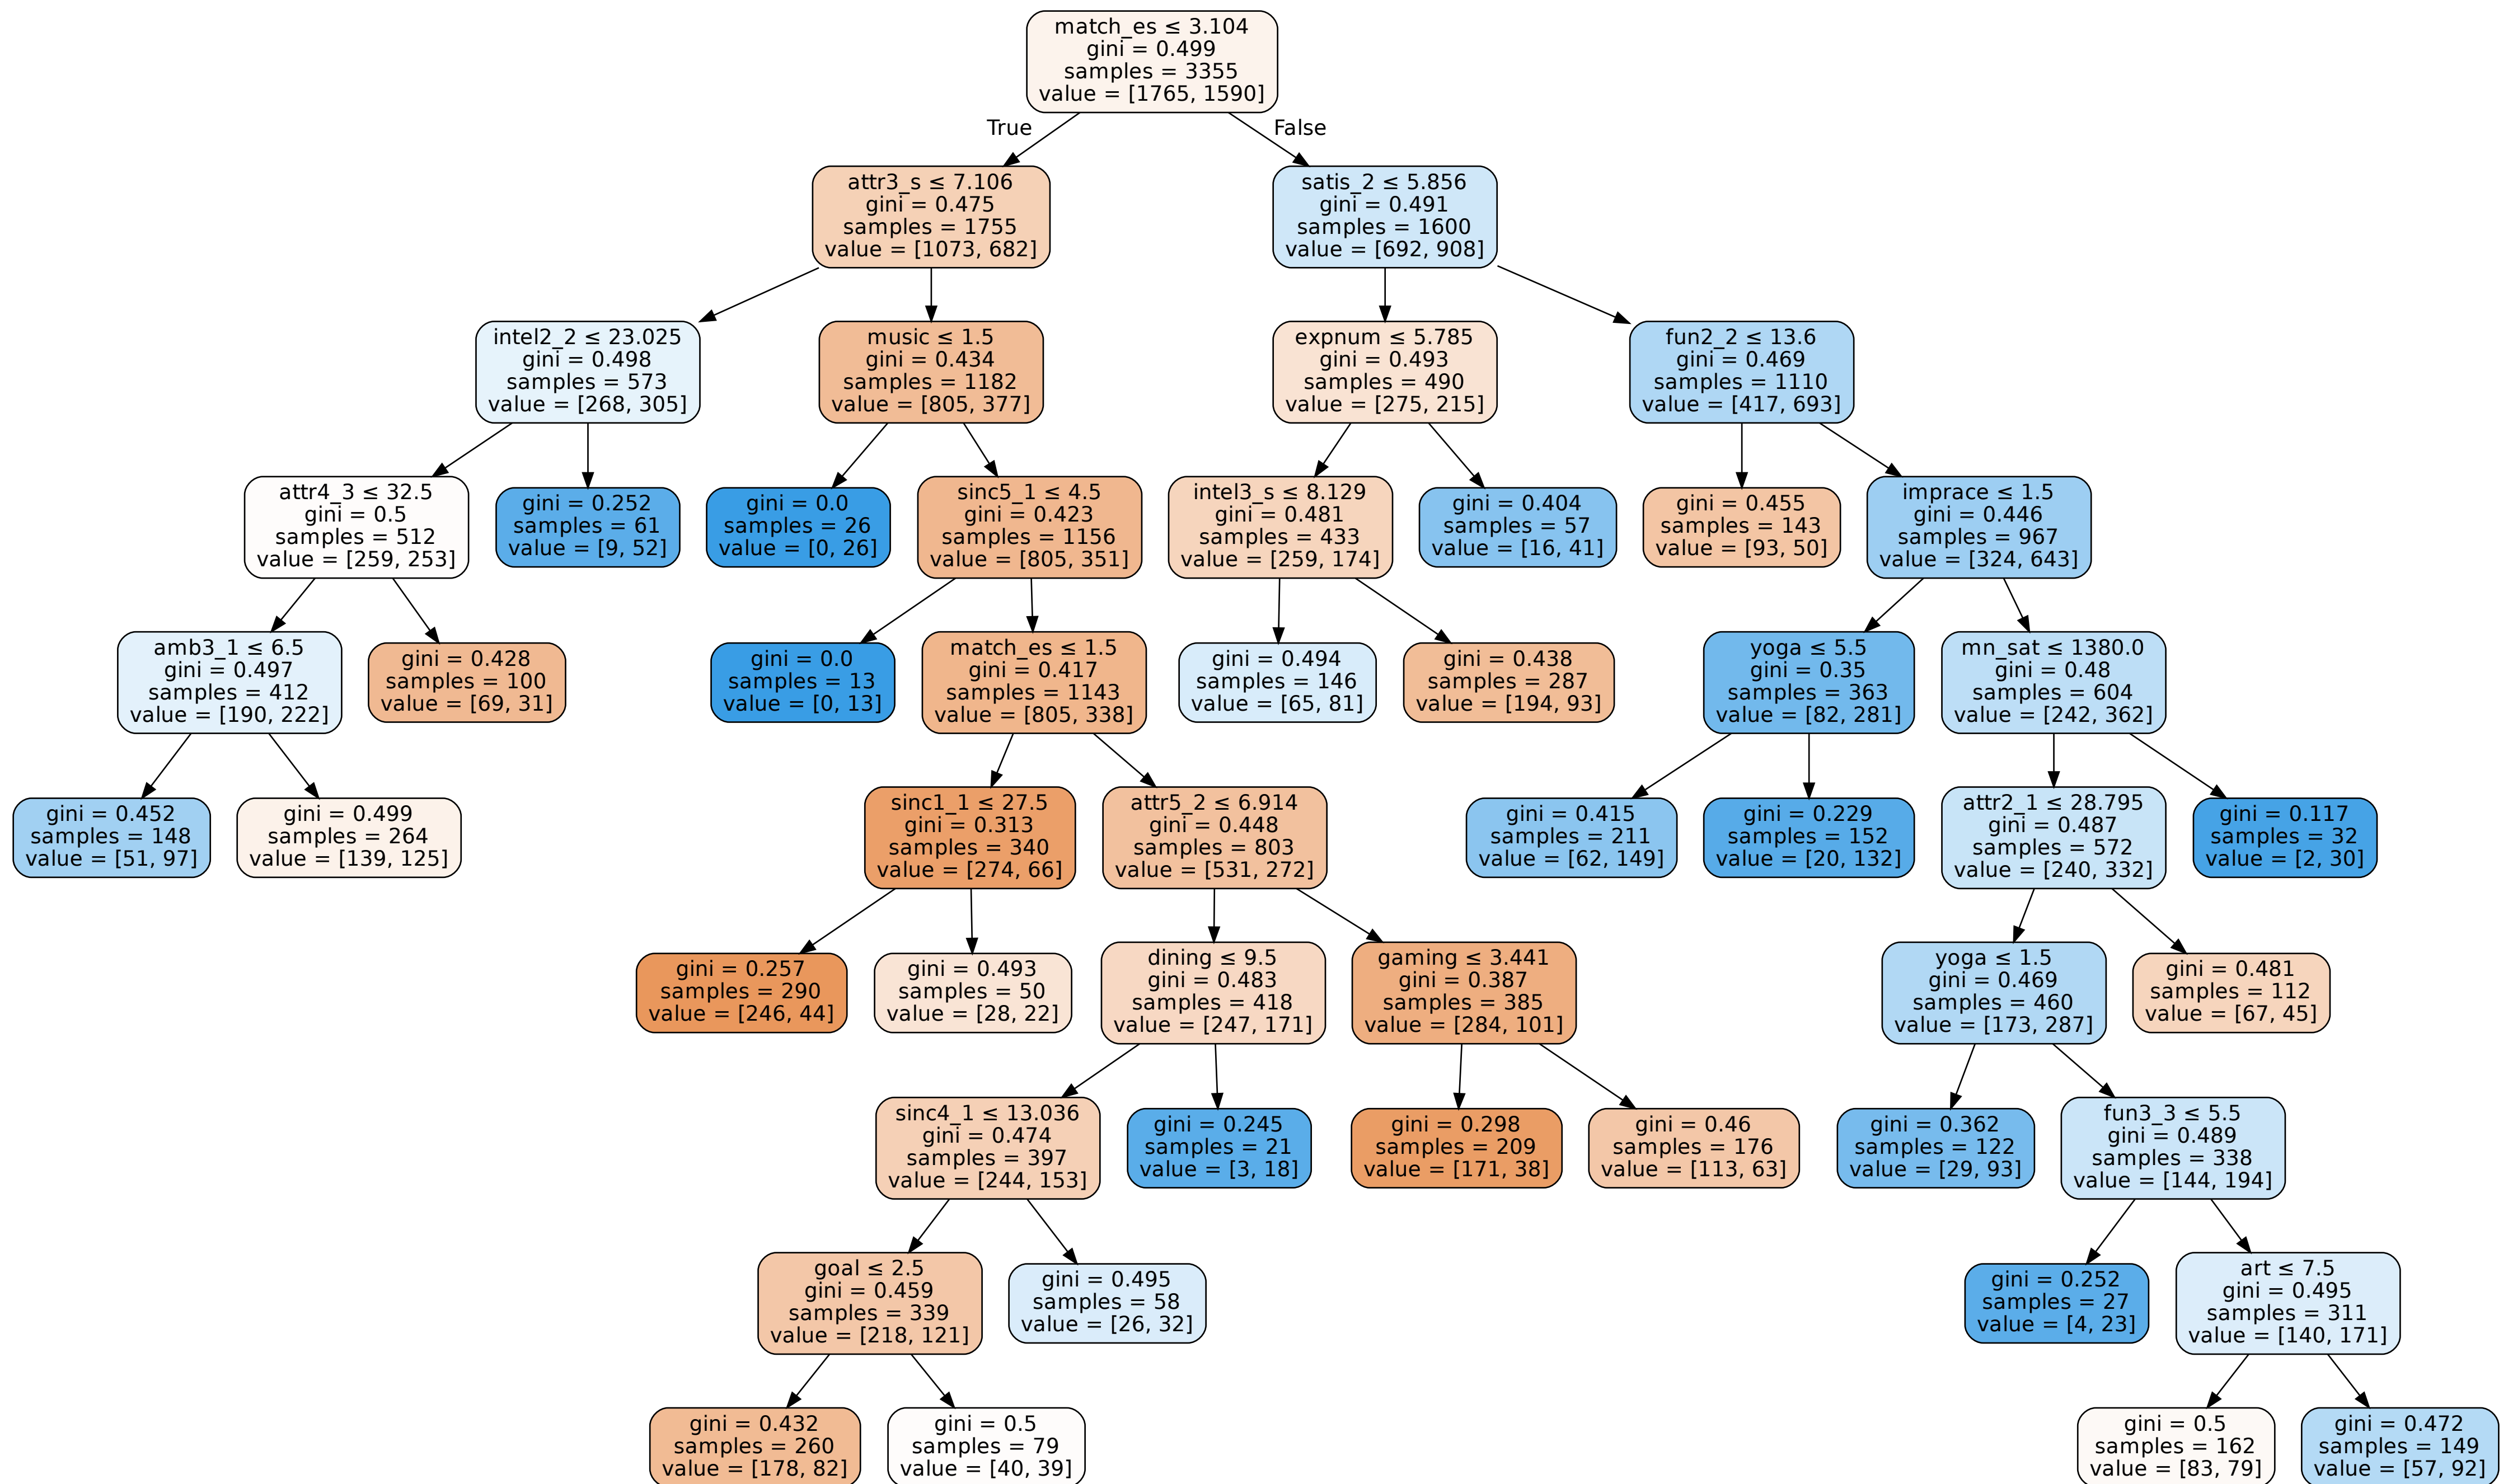 match_es ≤ 3.104
gini = 0.499
samples = 3355
value = [1765, 1590]
True
False
attr3_s ≤ 7.106
gini = 0.475
samples = 1755
value = [1073, 682]
satis_2 ≤ 5.856
gini = 0.491
samples = 1600
value = [692, 908]
intel2_2 ≤ 23.025
gini = 0.498
samples = 573
value = [268, 305]
music ≤ 1.5
gini = 0.434
samples = 1182
value = [805, 377]
expnum ≤ 5.785
gini = 0.493
samples = 490
value = [275, 215]
fun2_2 ≤ 13.6
gini = 0.469
samples = 1110
value = [417, 693]
attr4_3 ≤ 32.5
gini = 0.5
samples = 512
value = [259, 253]
gini = 0.252
samples = 61
value = [9, 52]
gini = 0.0
samples = 26
value = [0, 26]
sinc5_1 ≤ 4.5
gini = 0.423
samples = 1156
value = [805, 351]
intel3_s ≤ 8.129
gini = 0.481
samples = 433
value = [259, 174]
gini = 0.404
samples = 57
value = [16, 41]
gini = 0.455
samples = 143
value = [93, 50]
imprace ≤ 1.5
gini = 0.446
samples = 967
value = [324, 643]
amb3_1 ≤ 6.5
gini = 0.497
samples = 412
value = [190, 222]
gini = 0.428
samples = 100
value = [69, 31]
gini = 0.0
samples = 13
value = [0, 13]
match_es ≤ 1.5
gini = 0.417
samples = 1143
value = [805, 338]
gini = 0.494
samples = 146
value = [65, 81]
gini = 0.438
samples = 287
value = [194, 93]
yoga ≤ 5.5
gini = 0.35
samples = 363
value = [82, 281]
mn_sat ≤ 1380.0
gini = 0.48
samples = 604
value = [242, 362]
gini = 0.452
samples = 148
value = [51, 97]
gini = 0.499
samples = 264
value = [139, 125]
sinc1_1 ≤ 27.5
gini = 0.313
samples = 340
value = [274, 66]
attr5_2 ≤ 6.914
gini = 0.448
samples = 803
value = [531, 272]
gini = 0.415
samples = 211
value = [62, 149]
gini = 0.229
samples = 152
value = [20, 132]
attr2_1 ≤ 28.795
gini = 0.487
samples = 572
value = [240, 332]
gini = 0.117
samples = 32
value = [2, 30]
gini = 0.257
samples = 290
value = [246, 44]
gini = 0.493
samples = 50
value = [28, 22]
dining ≤ 9.5
gini = 0.483
samples = 418
value = [247, 171]
gaming ≤ 3.441
gini = 0.387
samples = 385
value = [284, 101]
yoga ≤ 1.5
gini = 0.469
samples = 460
value = [173, 287]
gini = 0.481
samples = 112
value = [67, 45]
sinc4_1 ≤ 13.036
gini = 0.474
samples = 397
value = [244, 153]
gini = 0.245
samples = 21
value = [3, 18]
gini = 0.298
samples = 209
value = [171, 38]
gini = 0.46
samples = 176
value = [113, 63]
gini = 0.362
samples = 122
value = [29, 93]
fun3_3 ≤ 5.5
gini = 0.489
samples = 338
value = [144, 194]
goal ≤ 2.5
gini = 0.459
samples = 339
value = [218, 121]
gini = 0.495
samples = 58
value = [26, 32]
gini = 0.252
samples = 27
value = [4, 23]
art ≤ 7.5
gini = 0.495
samples = 311
value = [140, 171]
gini = 0.432
samples = 260
value = [178, 82]
gini = 0.5
samples = 79
value = [40, 39]
gini = 0.5
samples = 162
value = [83, 79]
gini = 0.472
samples = 149
value = [57, 92]